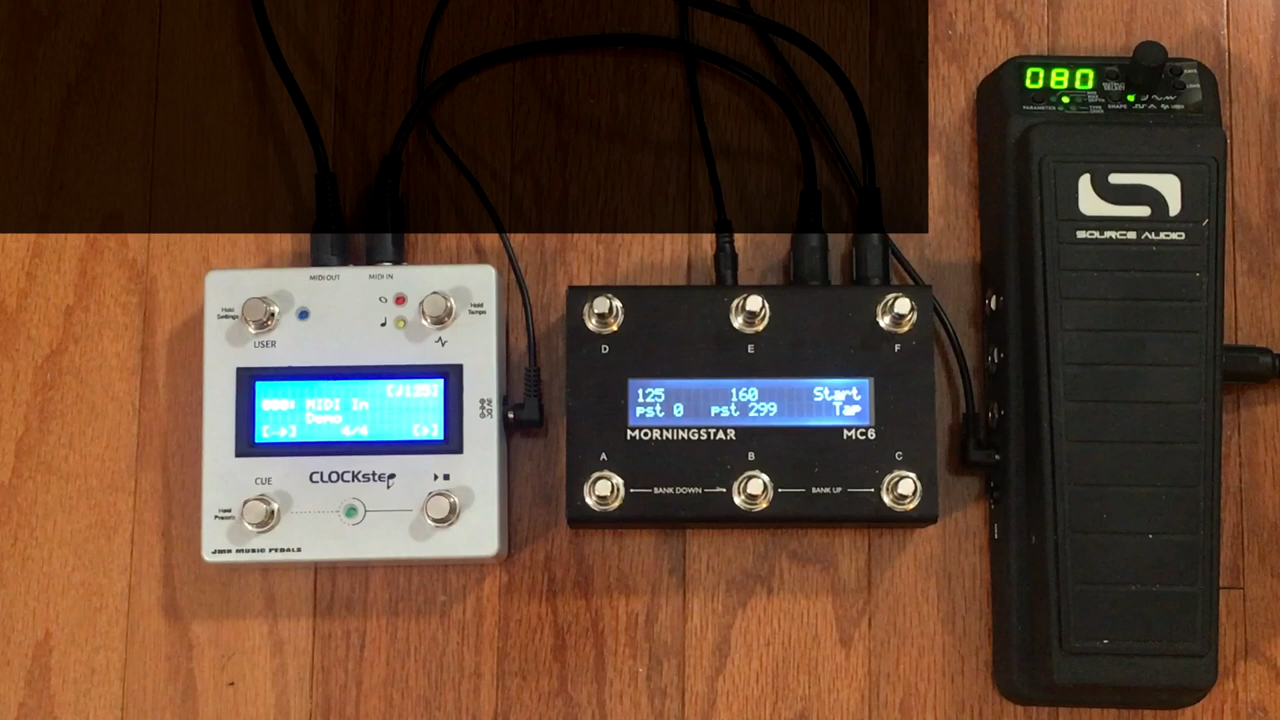 080
SOURCE AUDIO
MIDI OUT
MIDI IN
Hold Settings
USER
Hold Tempo
[♩125]
000: MIDI In
Demo
[->] 4/4 [>]
CLOCKstep
CUE
Hold Presets
JMK MUSIC PEDALS
D E F
125 160 Start
pst 0 pst 299 Tap
MORNINGSTAR MC6
A B C
BANK DOWN BANK UP